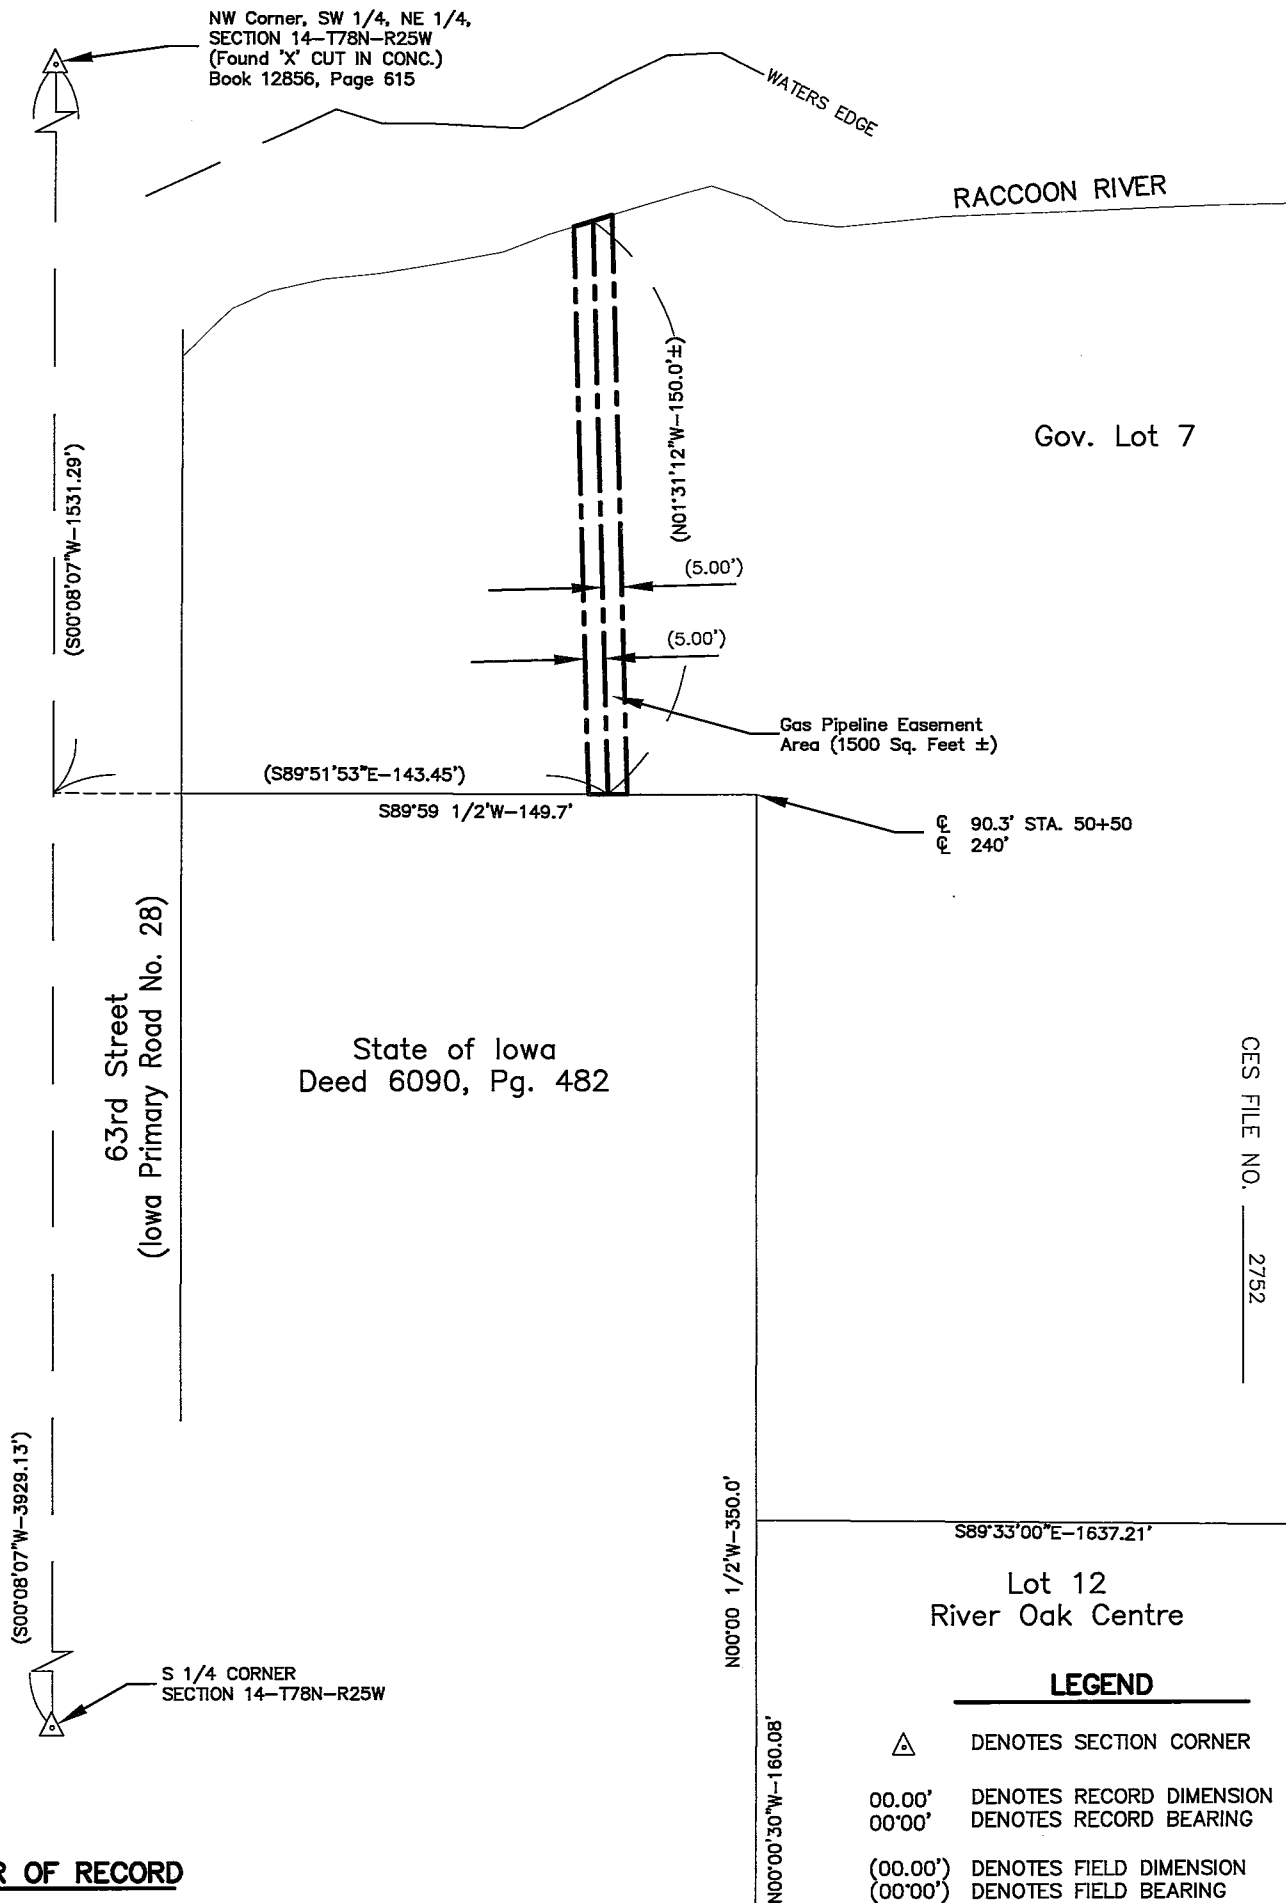 NW Corner, SW 1/4, NE 1/4,
SECTION 14-T78N-R25W
(Found 'X' CUT IN CONC.)
Book 12856, Page 615
WATERS EDGE
RACCOON RIVER
(N01°31'12"W-150.0'±)
Gov. Lot 7
(S00°08'07"W-1531.29')
(5.00')
(5.00')
Gas Pipeline Easement
Area (1500 Sq. Feet ±)
(S89°51'53"E-143.45')
S89°59 1/2'W-149.7'
℄ 90.3' STA. 50+50
℄ 240'
63rd Street
(Iowa Primary Road No. 28)
State of Iowa
Deed 6090, Pg. 482
CES FILE NO. 2752
(S00°08'07"W-3929.13')
N00°00 1/2'W-350.0'
S89°33'00"E-1637.21'
Lot 12
River Oak Centre
S 1/4 CORNER
SECTION 14-T78N-R25W
N00°00'30"W-160.08'
LEGEND
DENOTES SECTION CORNER
00.00' DENOTES RECORD DIMENSION
00°00' DENOTES RECORD BEARING
(00.00') DENOTES FIELD DIMENSION
(00°00') DENOTES FIELD BEARING
R OF RECORD